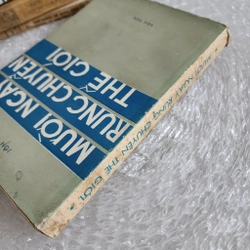 MƯỜI NGÀY
RUNG CHUYỂN
THẾ GIỚI
MƯỜI NGÀY RUNG CHUYỂN THẾ GIỚI